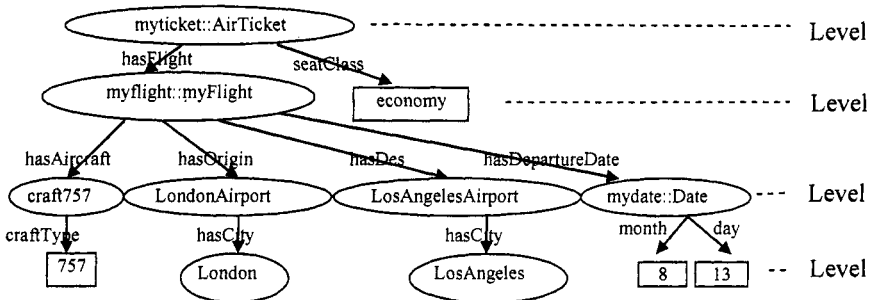 myticket::AirTicket
Level
hasFlight
seatClass
myflight::myFlight
economy
Level
hasAircraft
hasOrigin
hasDes
hasDepartureDate
craft757
LondonAirport
LosAngelesAirport
mydate::Date
Level
craftType
hasCity
hasCity
month
day
757
London
LosAngeles
8
13
Level